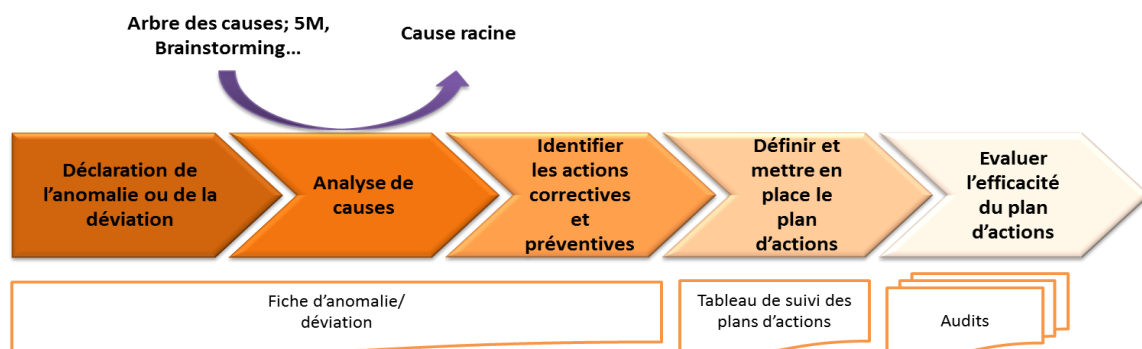 Arbre des causes; 5M,
Brainstorming...
Cause racine
Déclaration de
l'anomalie ou de la
déviation
Analyse de
causes
Identifier
les actions
correctives
et
préventives
Définir et
mettre en
place le
plan
d'actions
Evaluer
l'efficacité
du plan
d'actions
Fiche d'anomalie/
déviation
Tableau de suivi des
plans d'actions
Audits